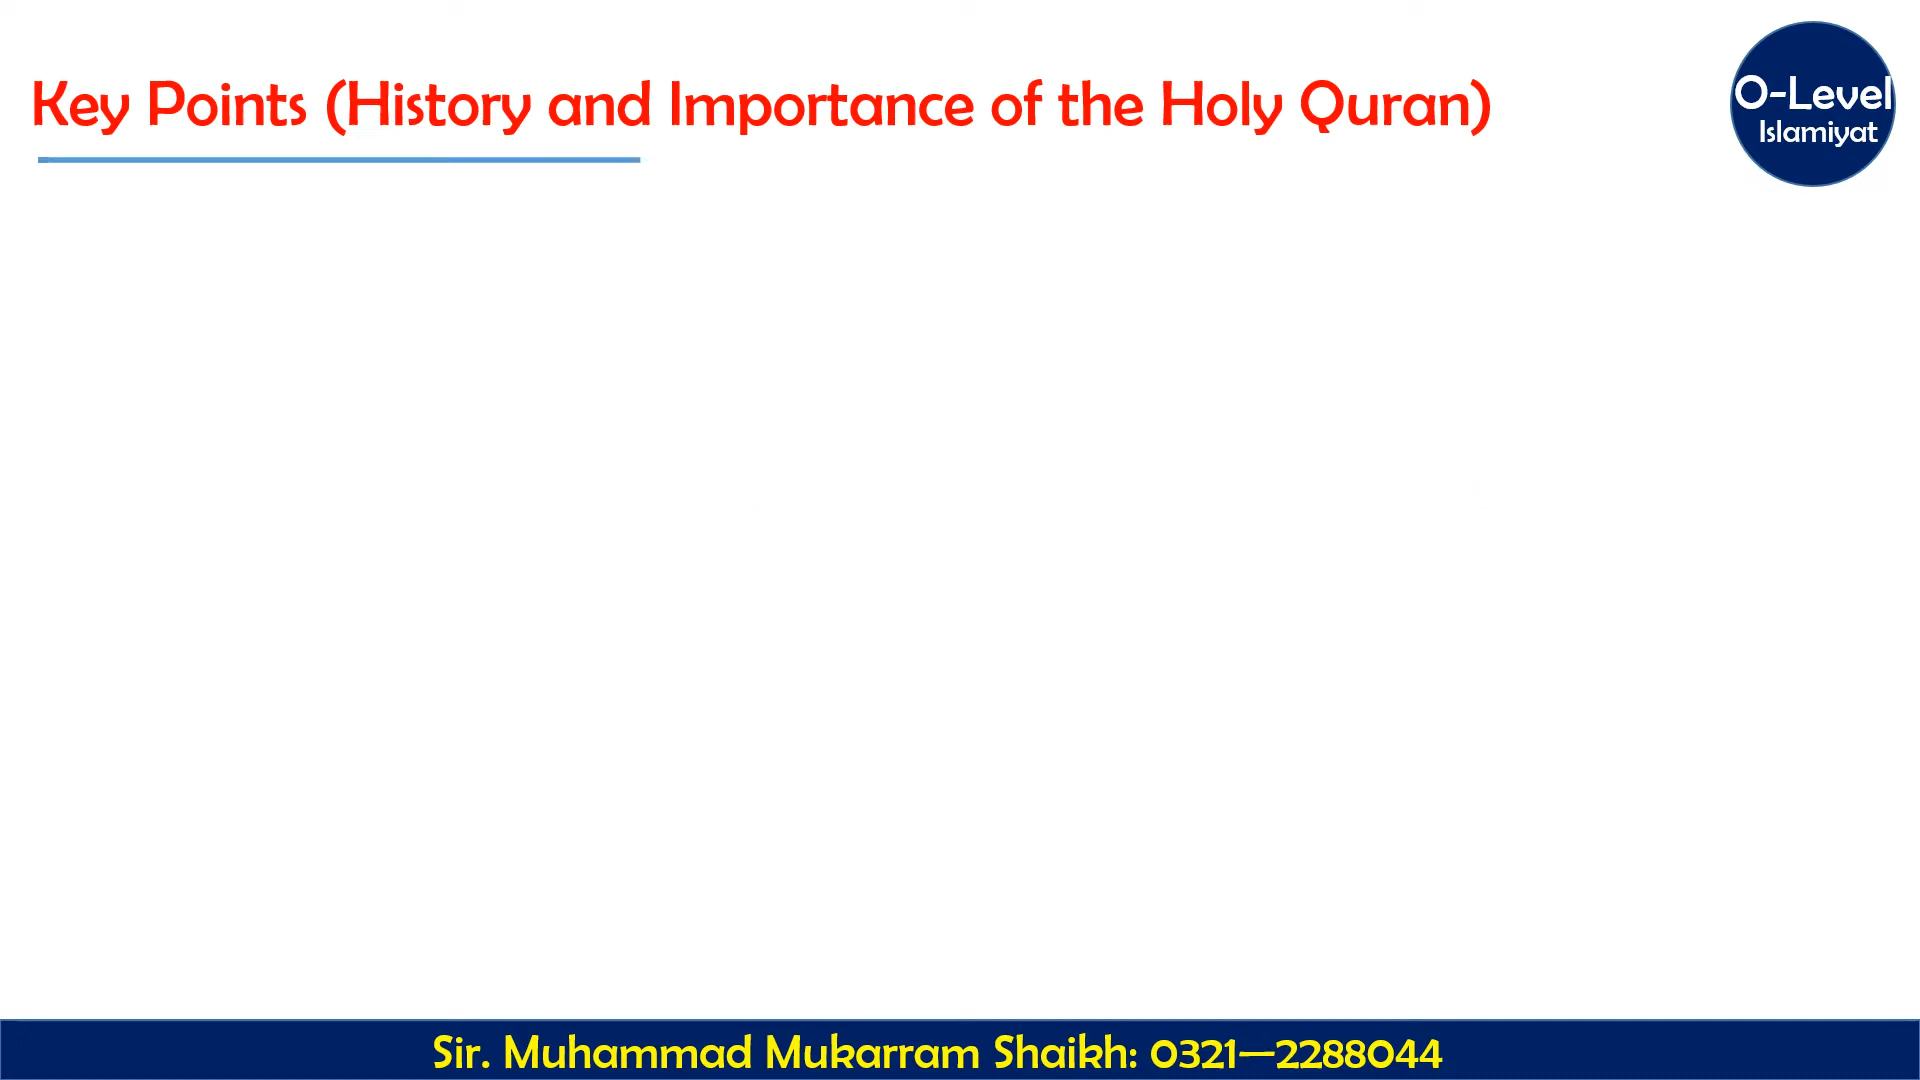 Key Points (History and Importance of the Holy Quran)
O-Level
Islamiyat
Sir. Muhammad Mukarram Shaikh: 0321—2288044